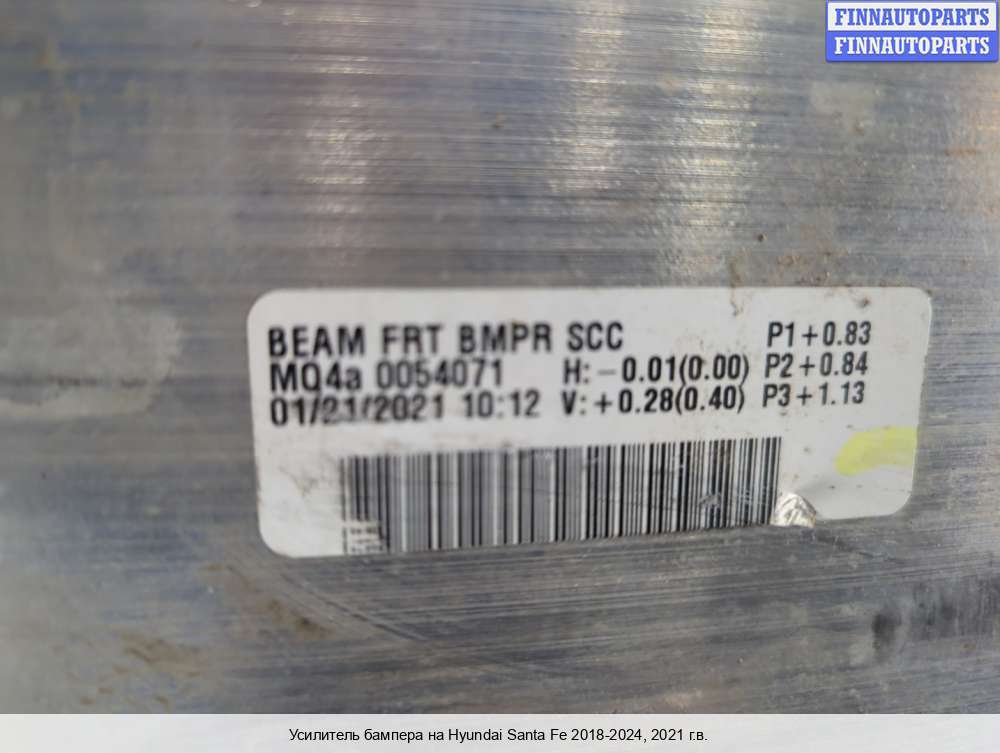 FINNAUTOPARTS
FINNAUTOPARTS
BEAM FRT BMPR SCC P1+0.83
MQ4a 0054071 H:-0.01(0.00) P2+0.84
01/21/2021 10:12 V:+0.28(0.40) P3+1.13
Усилитель бампера на Hyundai Santa Fe 2018-2024, 2021 г.в.